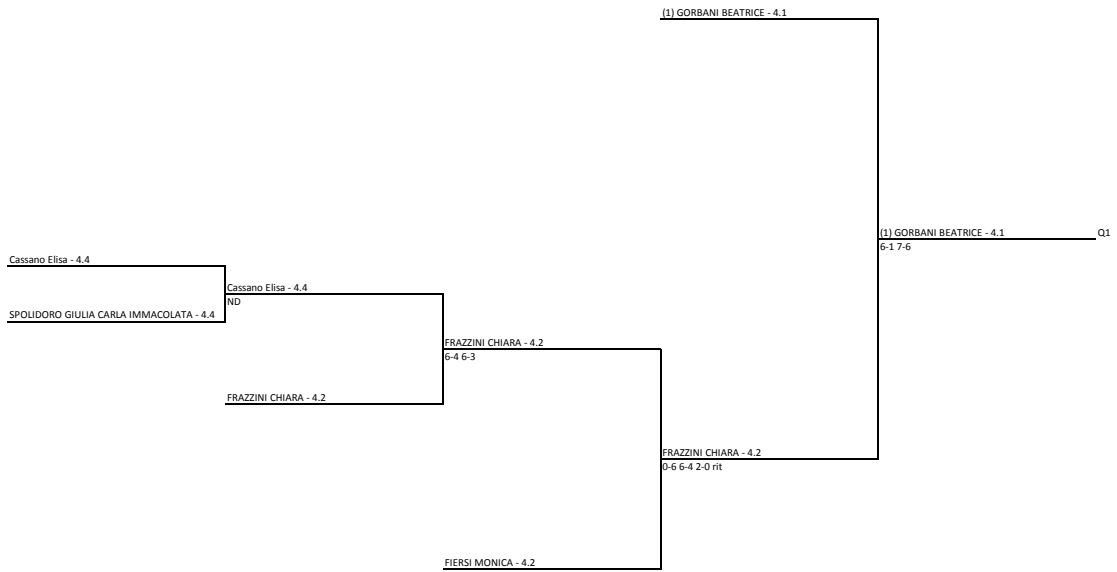 (1) GORBANI BEATRICE - 4.1
(1) GORBANI BEATRICE - 4.1
Q1
6-1 7-6
Cassano Elisa - 4.4
Cassano Elisa - 4.4
ND
SPOLIDORO GIULIA CARLA IMMACOLATA - 4.4
FRAZZINI CHIARA - 4.2
6-4 6-3
FRAZZINI CHIARA - 4.2
FRAZZINI CHIARA - 4.2
0-6 6-4 2-0 rit
FIERSI MONICA - 4.2